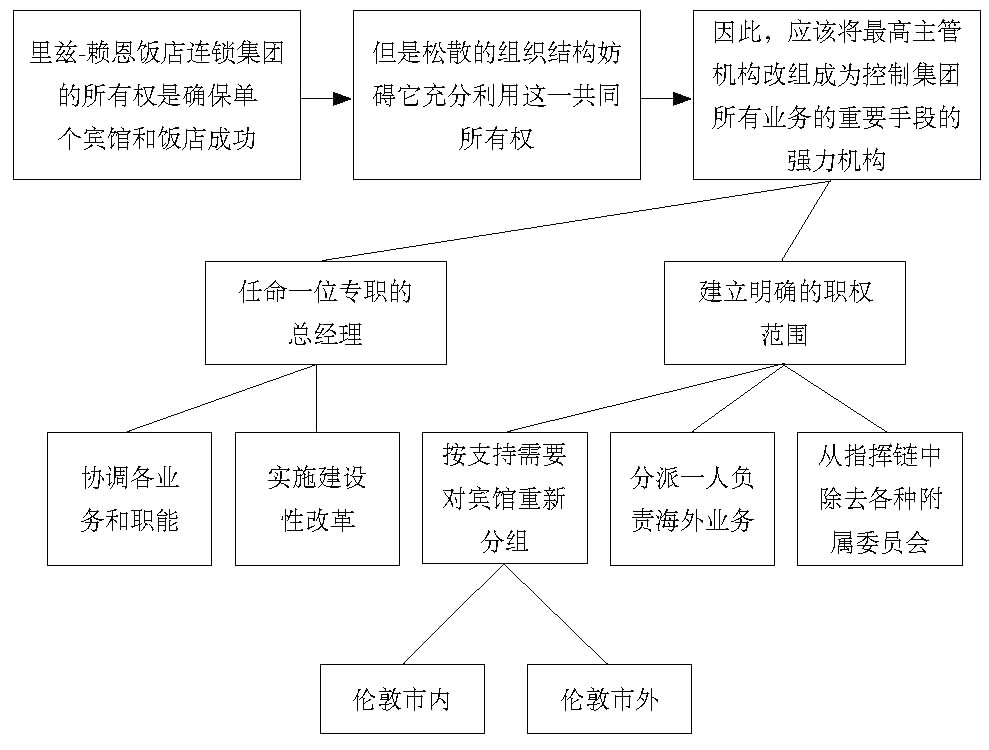 里兹-赖恩饭店连锁集团
的所有权是确保单
个宾馆和饭店成功
但是松散的组织结构妨
碍它充分利用这一共同
所有权
因此，应该将最高主管
机构改组成为控制集团
所有业务的重要手段的
强力机构
任命一位专职的
总经理
建立明确的职权
范围
协调各业
务和职能
实施建设
性改革
按支持需要
对宾馆重新
分组
分派一人负
责海外业务
从指挥链中
除去各种附
属委员会
伦敦市内
伦敦市外